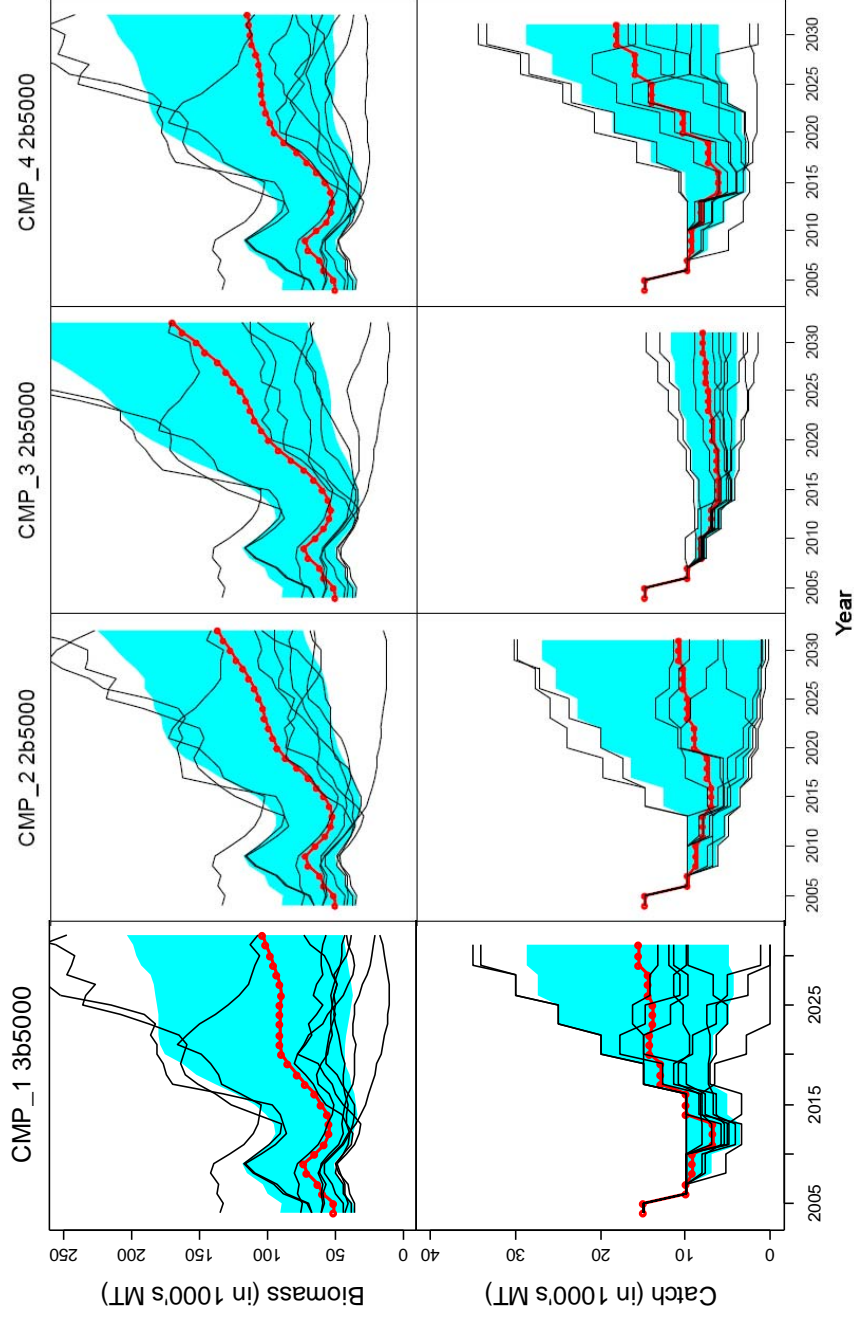 CMP_1 3b5000
CMP_2 2b5000
CMP_3 2b5000
CMP_4 2b5000
Biomass (in 1000's MT)
0 50 100 150 200 250
Catch (in 1000's MT)
0 10 20 30 40
2005 2015 2025
2005 2010 2015 2020 2025 2030
2005 2010 2015 2020 2025 2030
2005 2010 2015 2020 2025 2030
Year